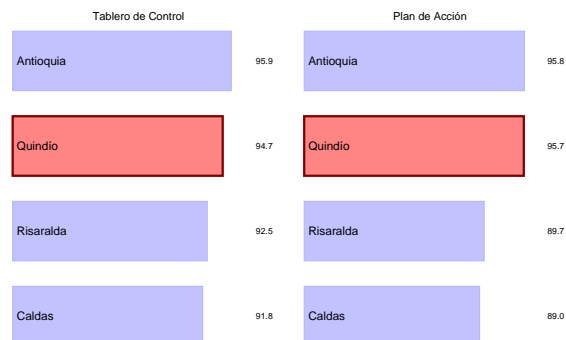 Tablero de Control
Antioquia 95.9
Quindío 94.7
Risaralda 92.5
Caldas 91.8
Plan de Acción
Antioquia 95.8
Quindío 95.7
Risaralda 89.7
Caldas 89.0